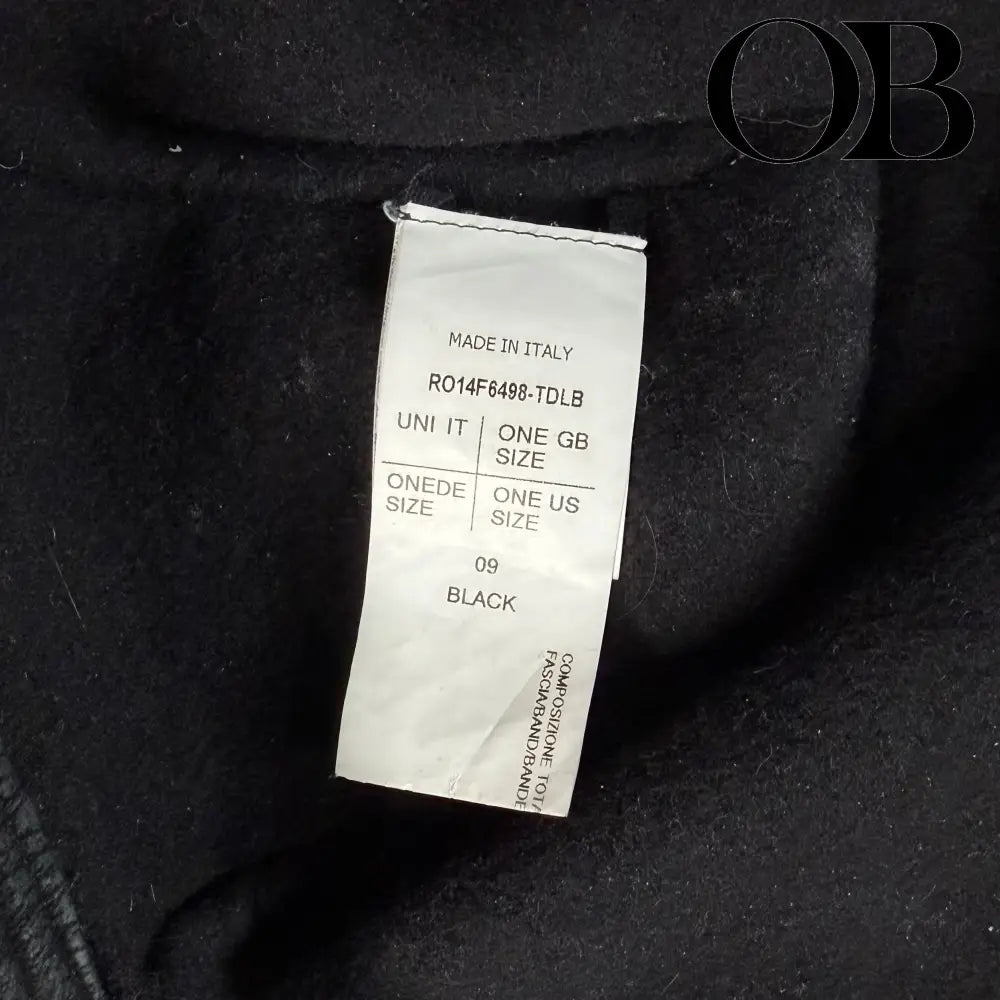 OB
MADE IN ITALY
RO14F6498-TDLB
UNI IT
ONE GB
SIZE
ONEDE
SIZE
ONE US
SIZE
09
BLACK
COMPOSIZIONE TOTA
FASCIA/BAND/BANDE